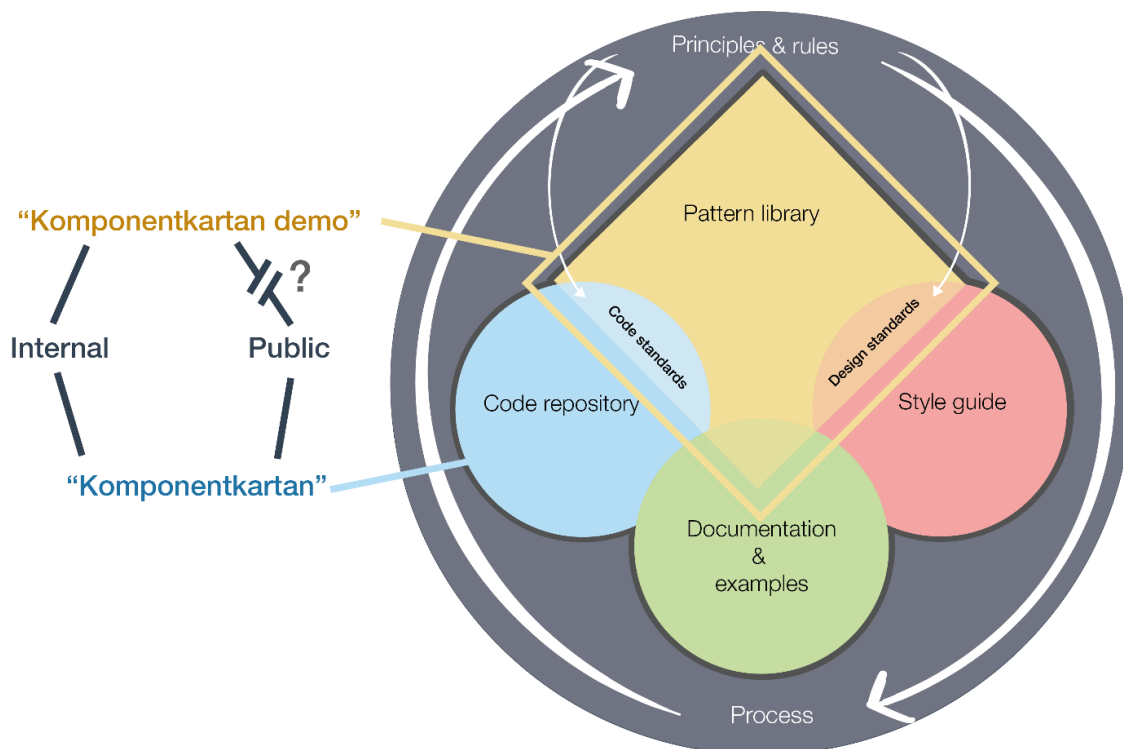 Principles & rules
“Komponentkartan demo”
Pattern library
?
Internal
Public
Code standards
Design standards
Code repository
Style guide
“Komponentkartan”
Documentation
&
examples
Process